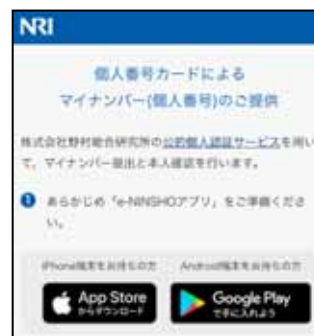 NRI
個人番号カードによる
マイナンバー(個人番号)のご提供
株式会社野村総合研究所の公的個人認証サービスを用い
て、マイナンバー提出と本人確認を行います。
1 あらかじめ「e-NINSHOアプリ」をご準備くださ
い。
iPhone端末をお持ちの方 Android端末をお持ちの方
App Store
からダウンロード
Google Play
で手に入れよう